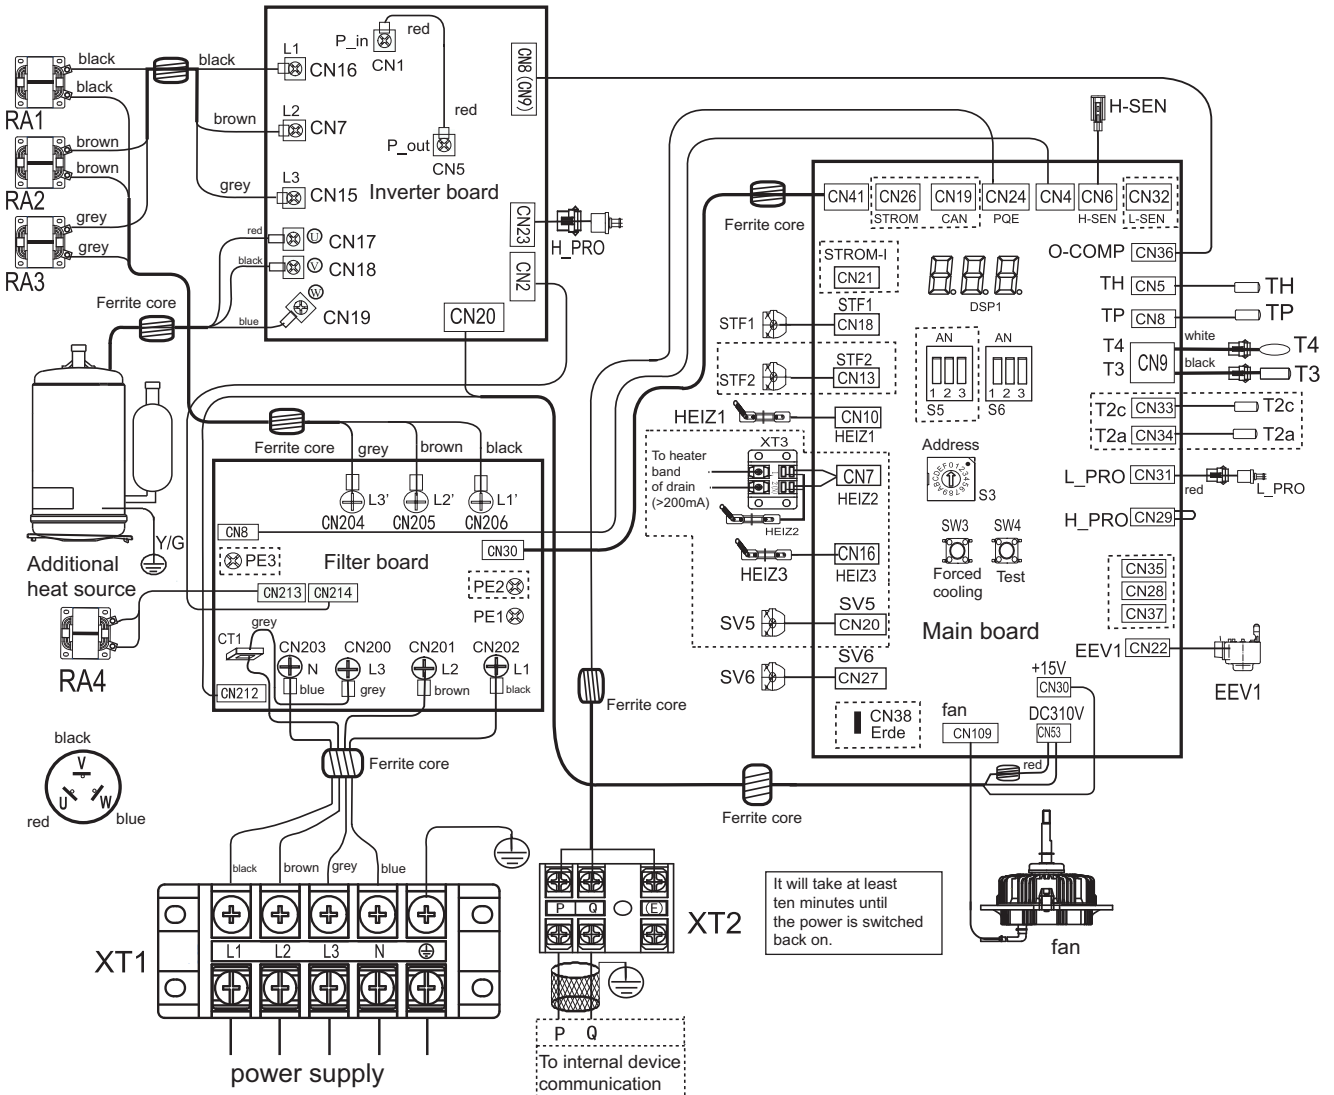 black
black
RA1
brown
brown
RA2
grey
grey
RA3
black
brown
grey
L1
CN16
L2
CN7
L3
CN15
red
U
CN17
black
V
CN18
W
CN19
blue
P_in
CN1
red
red
P_out
CN5
Inverter board
CN8 (CN9)
CN23
CN2
CN20
H_PRO
Ferrite core
Additional
heat source
Y/G
Ferrite core
grey
brown
black
L3'
CN204
L2'
CN205
L1'
CN206
CN8
CN30
PE3
Filter board
PE2
PE1
CN213
CN214
RA4
CT1
grey
CN203
N
blue
CN200
L3
grey
CN201
L2
brown
CN202
L1
black
CN212
Ferrite core
black
V
U
W
red
blue
black
brown
grey
blue
XT1
L1
L2
L3
N
power supply
P
Q
(E)
XT2
P
Q
To internal device
communication
Ferrite core
Ferrite core
Ferrite core
It will take at least
ten minutes until
the power is switched
back on.
H-SEN
CN41
CN26
STROM
CN19
CAN
CN24
PQE
CN4
CN6
H-SEN
CN32
L-SEN
STROM-I
CN21
STF1
STF1
CN18
STF2
STF2
CN13
HEIZ1
CN10
HEIZ1
XT3
To heater
band
of drain
(>200mA)
CN7
HEIZ2
HEIZ2
HEIZ3
CN16
HEIZ3
SV5
SV5
CN20
SV6
SV6
CN27
CN38
Erde
DSP1
AN
1 2 3
S5
AN
1 2 3
S6
Address
S3
SW3
Forced
cooling
SW4
Test
Main board
O-COMP
CN36
TH
CN5
TH
TP
CN8
TP
T4
T3
CN9
white
black
T4
T3
T2c
CN33
T2c
T2a
CN34
T2a
L_PRO
CN31
red
L_PRO
H_PRO
CN29
CN35
CN28
CN37
EEV1
CN22
EEV1
+15V
CN30
DC310V
CN53
fan
CN109
red
fan